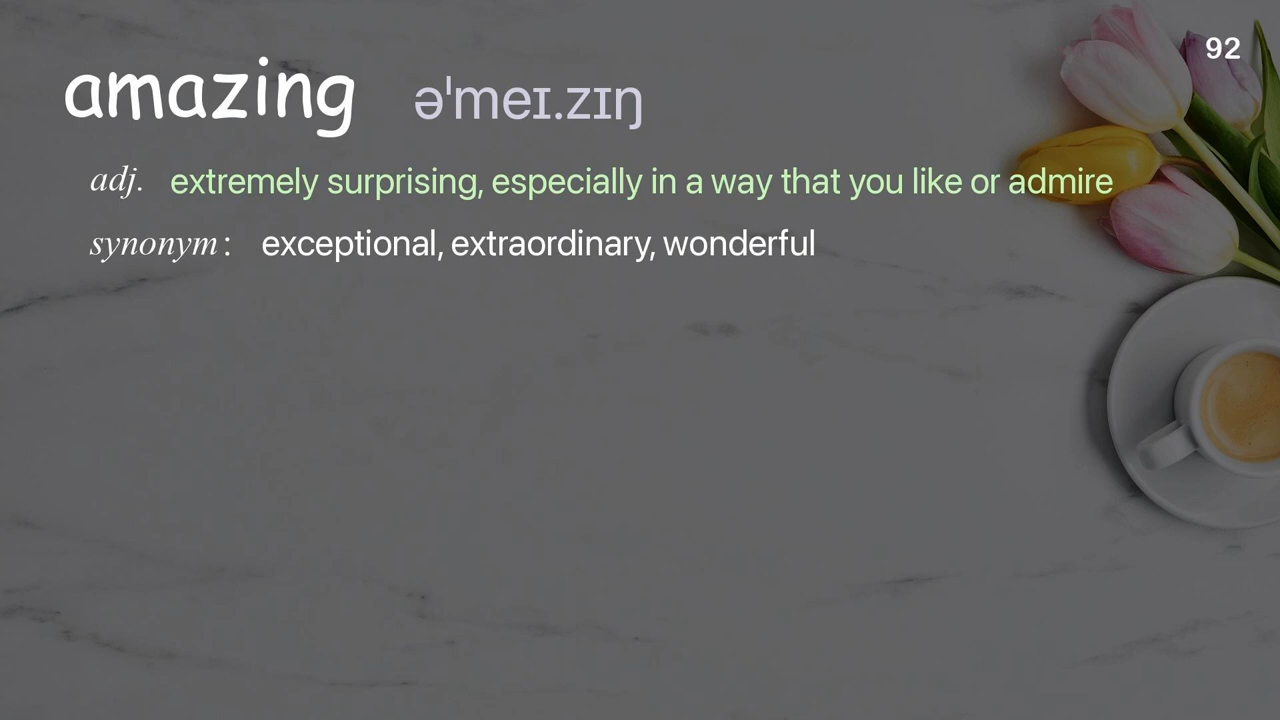 92
amazing əˈmeɪ.zɪŋ
adj. extremely surprising, especially in a way that you like or admire
synonym : exceptional, extraordinary, wonderful